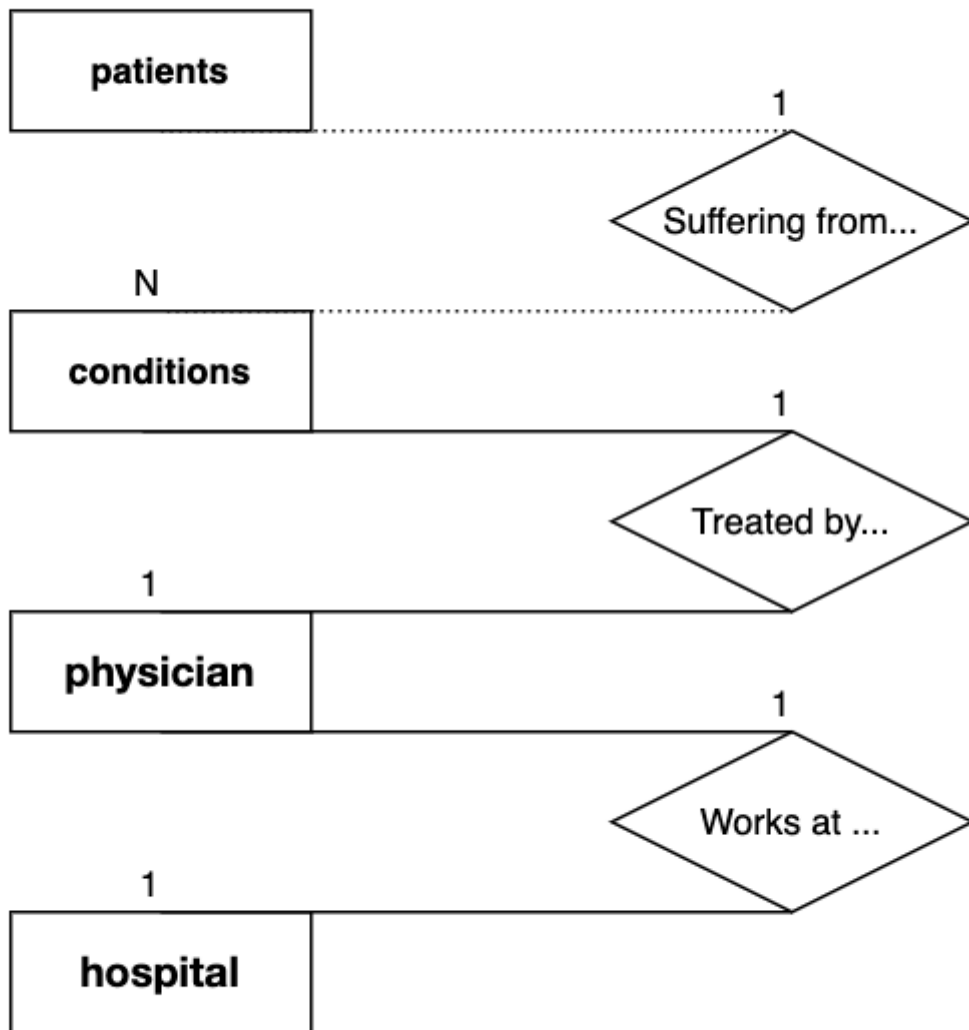 patients
1
Suffering from...
N
conditions
1
Treated by...
1
physician
1
Works at ...
1
hospital